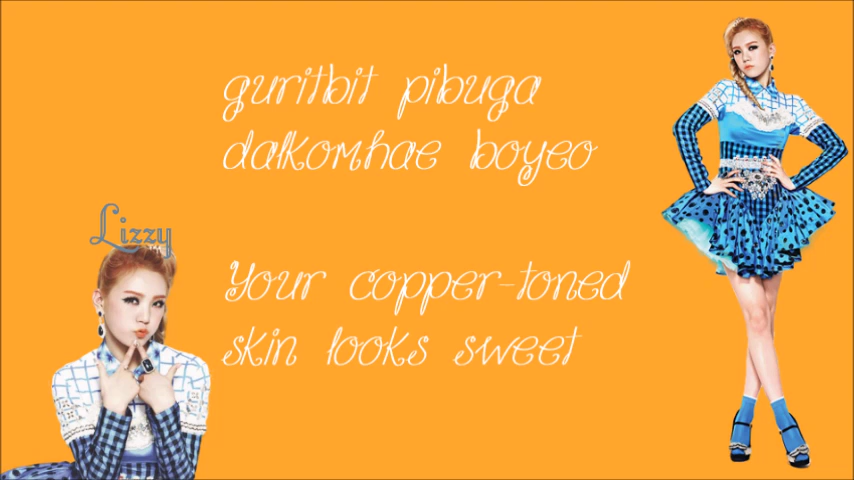 guritbit pibuga
dalkomhae boyeo
Lizzy
Your copper-toned
skin looks sweet